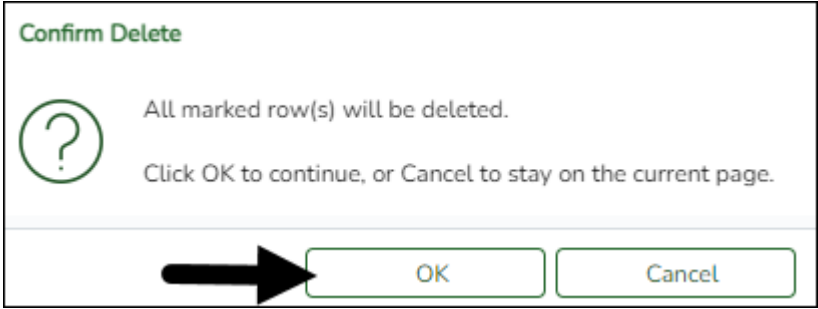 Confirm Delete
All marked row(s) will be deleted.
Click OK to continue, or Cancel to stay on the current page.
OK
Cancel